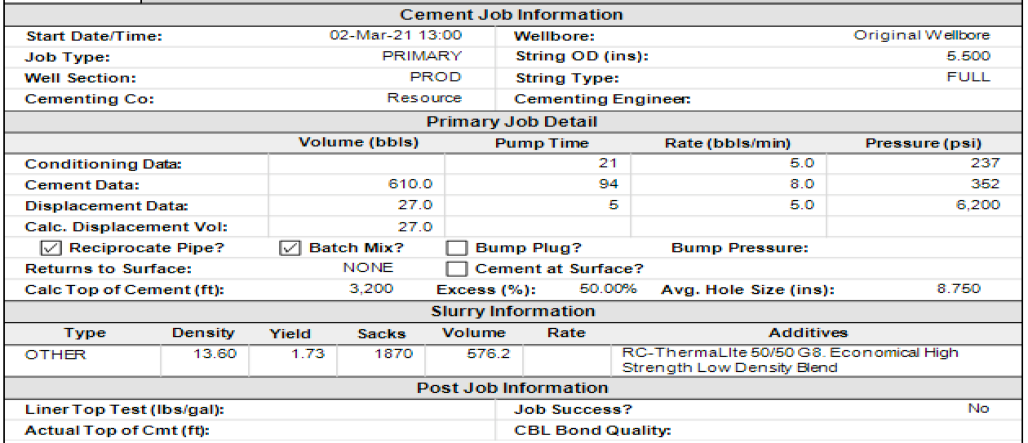 Cement Job Information
Start Date/Time: 02-Mar-21 13:00 Wellbore: Original Wellbore
Job Type: PRIMARY String OD (ins): 5.500
Well Section: PROD String Type: FULL
Cementing Co: Resource Cementing Engineer:
Primary Job Detail
Volume (bbls) Pump Time Rate (bbls/min) Pressure (psi)
Conditioning Data: 21 5.0 237
Cement Data: 610.0 94 8.0 352
Displacement Data: 27.0 5 5.0 6,200
Calc. Displacement Vol: 27.0
Reciprocate Pipe? Batch Mix? Bump Plug? Bump Pressure:
Returns to Surface: NONE Cement at Surface?
Calc Top of Cement (ft): 3,200 Excess (%): 50.00% Avg. Hole Size (ins): 8.750
Slurry Information
Type Density Yield Sacks Volume Rate Additives
OTHER 13.60 1.73 1870 576.2 RC-ThermaLIte 50/50 G8. Economical High
Strength Low Density Blend
Post Job Information
Liner Top Test (lbs/gal): Job Success? No
Actual Top of Cmt (ft): CBL Bond Quality: